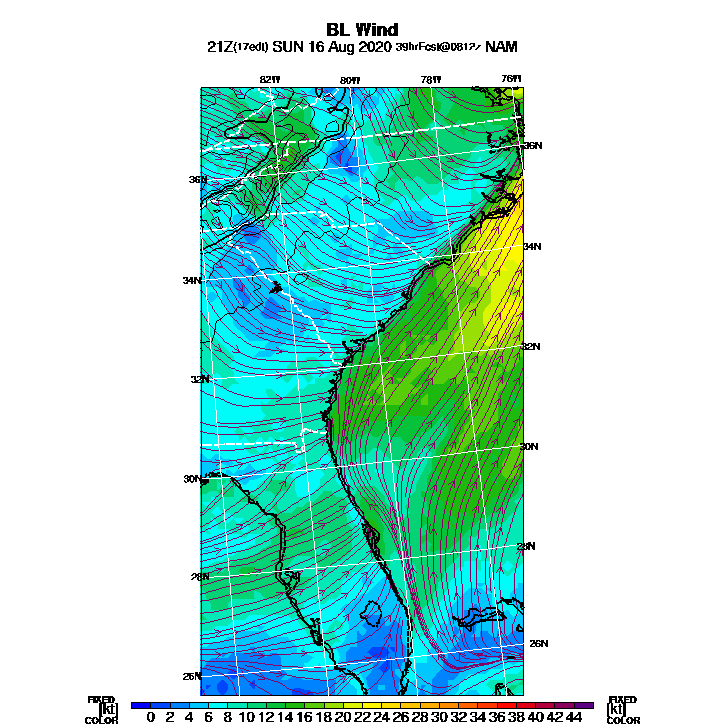 BL Wind
21Z(17edt) SUN 16 Aug 2020 39hrFcst@0812z NAM
82W 80W 78W 76W
36N
36N
34N
34N
32N
32N
30N
30N
28N
28N
26N
26N
FIXED FIXED
[kt] 0 2 4 6 8 10 12 14 16 18 20 22 24 26 28 30 32 34 36 38 40 42 44 [kt]
COLOR COLOR